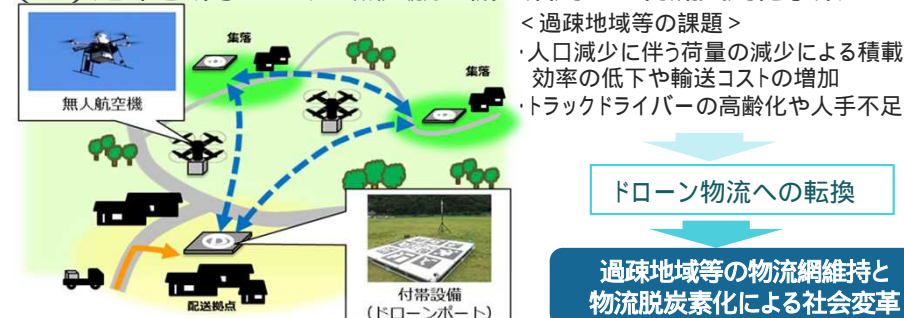 集落
無人航空機
集落
配送拠点
付帯設備
(ドローンポート)
<過疎地域等の課題>
・人口減少に伴う荷量の減少による積載
効率の低下や輸送コストの増加
・トラックドライバーの高齢化や人手不足
ドローン物流への転換
過疎地域等の物流網維持と
物流脱炭素化による社会変革